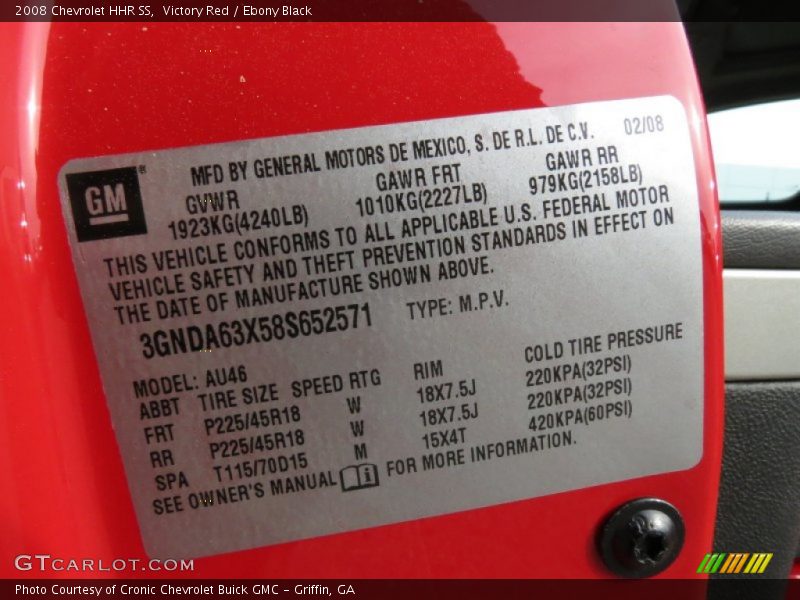 2008 Chevrolet HHR SS, Victory Red / Ebony Black
MFD BY GENERAL MOTORS DE MEXICO, S. DE R.L. DE C.V. 02/08
GM®
GVWR GAWR FRT GAWR RR
1923KG(4240LB) 1010KG(2227LB) 979KG(2158LB)
THIS VEHICLE CONFORMS TO ALL APPLICABLE U.S. FEDERAL MOTOR
VEHICLE SAFETY AND THEFT PREVENTION STANDARDS IN EFFECT ON
THE DATE OF MANUFACTURE SHOWN ABOVE.
3GNDA63X58S652571 TYPE: M.P.V.
MODEL: AU46
ABBT TIRE SIZE SPEED RTG RIM COLD TIRE PRESSURE
FRT P225/45R18 W 18X7.5J 220KPA(32PSI)
RR P225/45R18 W 18X7.5J 220KPA(32PSI)
SPA T115/70D15 M 15X4T 420KPA(60PSI)
SEE OWNER'S MANUAL FOR MORE INFORMATION.
GTCARLOT.COM
Photo Courtesy of Cronic Chevrolet Buick GMC – Griffin, GA